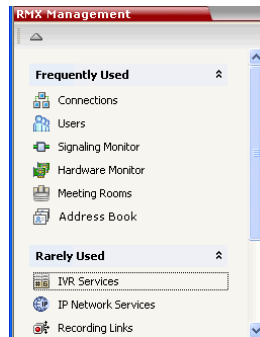 RMX Management
Frequently Used
Connections
Users
Signaling Monitor
Hardware Monitor
Meeting Rooms
Address Book
Rarely Used
IVR Services
IP Network Services
Recording Links